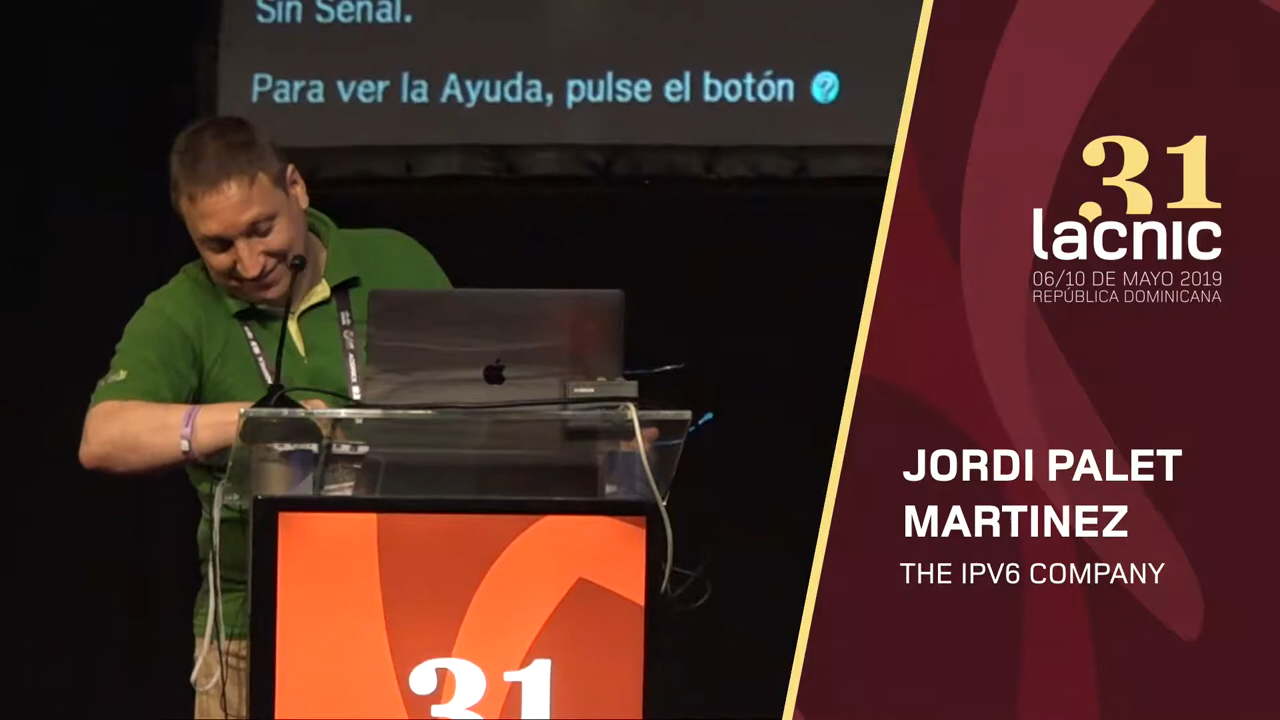 Sin Señal.
Para ver la Ayuda, pulse el botón ?
31
lacnic
06/10 DE MAYO 2019
REPÚBLICA DOMINICANA
JORDI PALET
MARTINEZ
THE IPV6 COMPANY
31